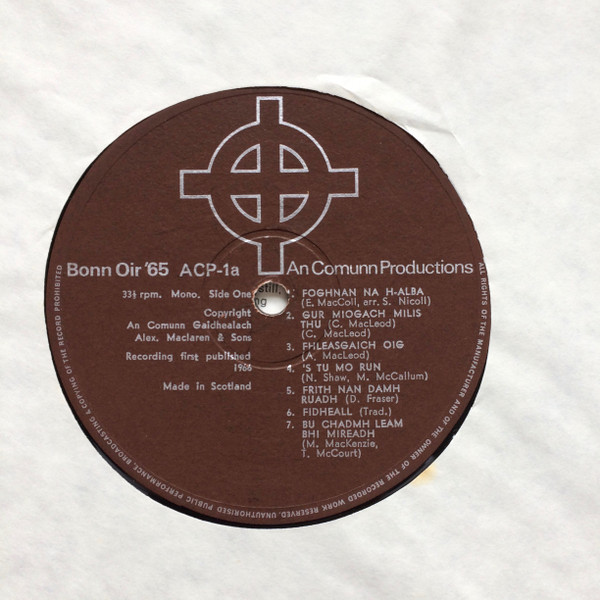 Bonn Oir '65 ACP-1a
An Comunn Productions
33⅓ rpm. Mono. Side One
Copyright
An Comunn Gaidhealach
Alex. Maclaren & Sons
Recording first published
1966
Made in Scotland
1. FOGHNAN NA H-ALBA
(E. MacColl, arr. S. Nicoll)
2. GUR MIOGACH MILIS
THU (C. MacLeod)
(C. MacLeod)
3. FHLEASGAICH OIG
(A. MacLeod)
4. 'S TU MO RUN
(N. Shaw, M. McCallum)
5. FRITH NAN DAMH
RUADH (D. Fraser)
6. FIDHEALL (Trad.)
7. BU CHADMH LEAM
BHI MIREADH
(M. MacKenzie,
T. McCourt)
ALL RIGHTS OF THE MANUFACTURER AND OF THE OWNER OF THE RECORDED WORK RESERVED. UNAUTHORISED PUBLIC PERFORMANCE, BROADCASTING & COPYING OF THE RECORD PROHIBITED